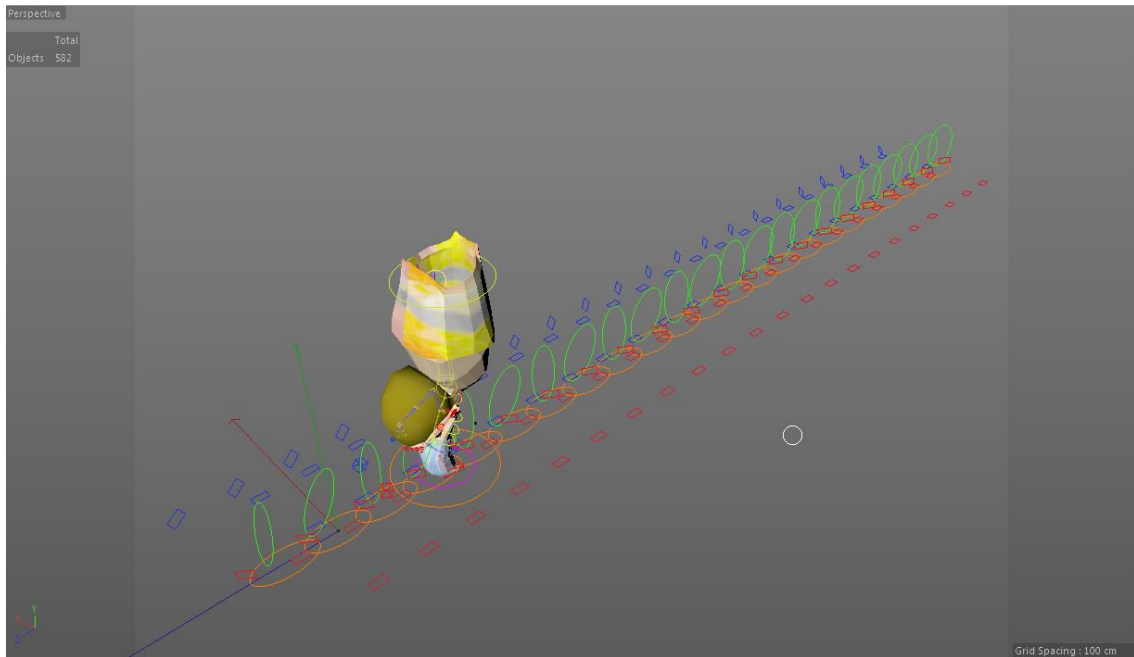 Perspective
Total
Objects 582
Y
X
Z
Grid Spacing : 100 cm